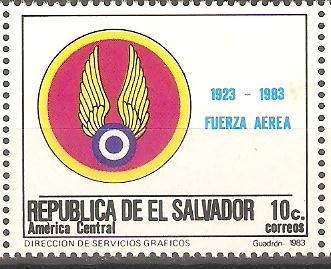 1923 - 1983
FUERZA AEREA
REPUBLICA DE EL SALVADOR 10c.
América Central correos
DIRECCION DE SERVICIOS GRAFICOS Guadrón-1983